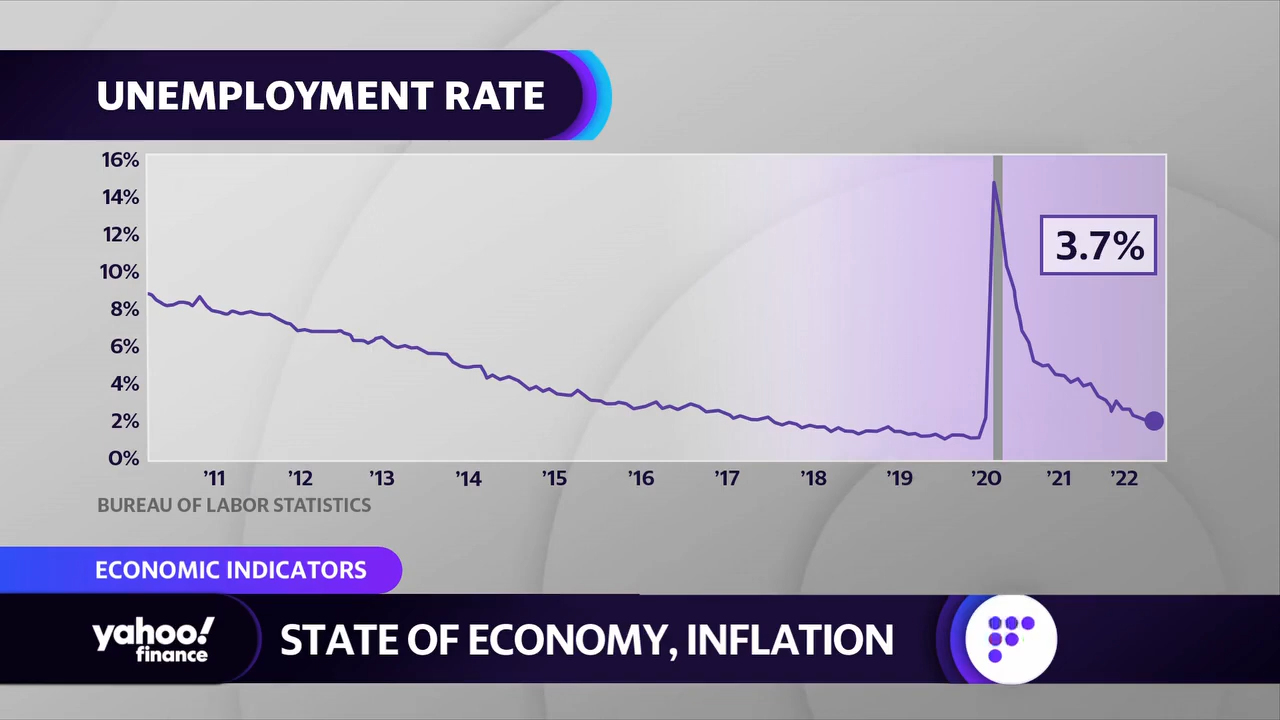 UNEMPLOYMENT RATE
16%
14%
12%
10%
8%
6%
4%
2%
0%
3.7%
’11 ’12 ’13 ’14 ’15 ’16 ’17 ’18 ’19 ’20 ’21 ’22
BUREAU OF LABOR STATISTICS
ECONOMIC INDICATORS
yahoo!
finance
STATE OF ECONOMY, INFLATION